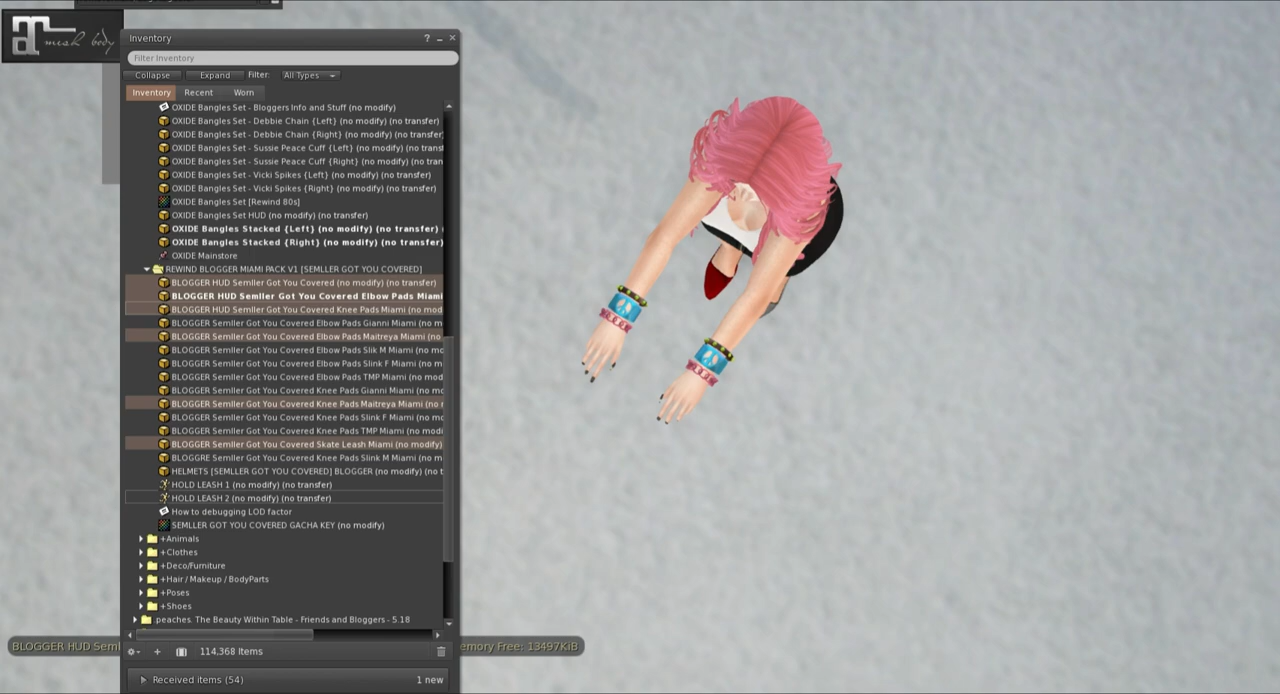 mesh body
Inventory
? _ ×
Filter Inventory
Collapse Expand Filter: All Types
Inventory Recent Worn
OXIDE Bangles Set - Bloggers Info and Stuff (no modify)
OXIDE Bangles Set - Debbie Chain {Left} (no modify) (no transfer)
OXIDE Bangles Set - Debbie Chain {Right} (no modify) (no transfer)
OXIDE Bangles Set - Sussie Peace Cuff {Left} (no modify) (no transf
OXIDE Bangles Set - Sussie Peace Cuff {Right} (no modify) (no tran
OXIDE Bangles Set - Vicki Spikes {Left} (no modify) (no transfer)
OXIDE Bangles Set - Vicki Spikes {Right} (no modify) (no transfer)
OXIDE Bangles Set [Rewind 80s]
OXIDE Bangles Set HUD (no modify) (no transfer)
OXIDE Bangles Stacked {Left} (no modify) (no transfer) (
OXIDE Bangles Stacked {Right} (no modify) (no transfer)
OXIDE Mainstore
REWIND BLOGGER MIAMI PACK V1 [SEMLLER GOT YOU COVERED]
BLOGGER HUD Semller Got You Covered (no modify) (no transfer)
BLOGGER HUD Semller Got You Covered Elbow Pads Miami
BLOGGER HUD Semller Got You Covered Knee Pads Miami (no mod
BLOGGER Semller Got You Covered Elbow Pads Gianni Miami (no m
BLOGGER Semller Got You Covered Elbow Pads Maitreya Miami (no
BLOGGER Semller Got You Covered Elbow Pads Slik M Miami (no mo
BLOGGER Semller Got You Covered Elbow Pads Slink F Miami (no m
BLOGGER Semller Got You Covered Elbow Pads TMP Miami (no mod
BLOGGER Semller Got You Covered Knee Pads Gianni Miami (no mo
BLOGGER Semller Got You Covered Knee Pads Maitreya Miami (no r
BLOGGER Semller Got You Covered Knee Pads Slink F Miami (no mo
BLOGGER Semller Got You Covered Knee Pads TMP Miami (no modi
BLOGGER Semller Got You Covered Skate Leash Miami (no modify)
BLOGGRE Semller Got You Covered Knee Pads Slink M Miami (no m
HELMETS [SEMLLER GOT YOU COVERED] BLOGGER (no modify) (no t
HOLD LEASH 1 (no modify) (no transfer)
HOLD LEASH 2 (no modify) (no transfer)
How to debugging LOD factor
SEMLLER GOT YOU COVERED GACHA KEY (no modify)
+Animals
+Clothes
+Deco/Furniture
+Hair / Makeup / BodyParts
+Poses
+Shoes
.peaches. The Beauty Within Table - Friends and Bloggers - 5.18
BLOGGER HUD Seml
emory Free: 13497KiB
114,368 Items
Received items (54) 1 new